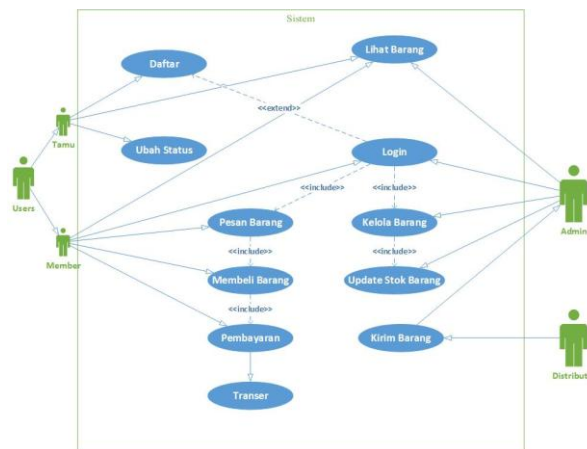 Sistem
Daftar
Lihat Barang
<<extend>>
Tamu
Ubah Status
Login
Users
<<include>>
<<include>>
Member
Pesan Barang
Kelola Barang
Admin
<<include>>
<<include>>
Membeli Barang
Update Stok Barang
<<include>>
Pembayaran
Kirim Barang
Distribut
Transer